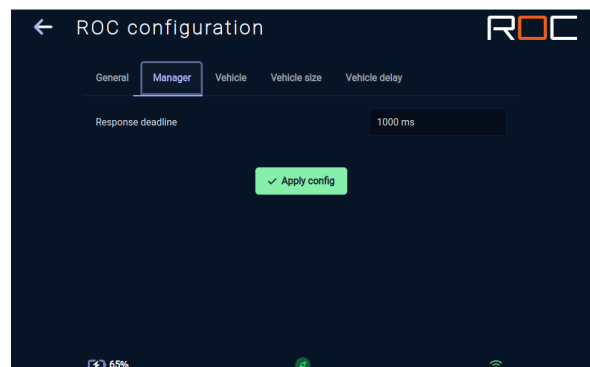 ROC configuration
ROC
General Manager Vehicle Vehicle size Vehicle delay
Response deadline 1000 ms
Apply config
65%